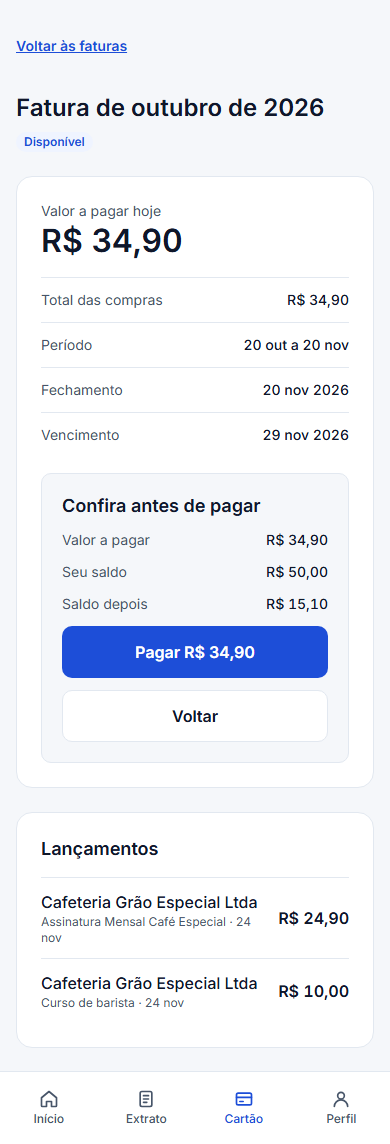 Voltar às faturas
Fatura de outubro de 2026
Disponível
Valor a pagar hoje
R$ 34,90
Total das compras R$ 34,90
Período 20 out a 20 nov
Fechamento 20 nov 2026
Vencimento 29 nov 2026
Confira antes de pagar
Valor a pagar R$ 34,90
Seu saldo R$ 50,00
Saldo depois R$ 15,10
Pagar R$ 34,90
Voltar
Lançamentos
Cafeteria Grão Especial Ltda
Assinatura Mensal Café Especial · 24
nov
R$ 24,90
Cafeteria Grão Especial Ltda
Curso de barista · 24 nov
R$ 10,00
Início Extrato Cartão Perfil